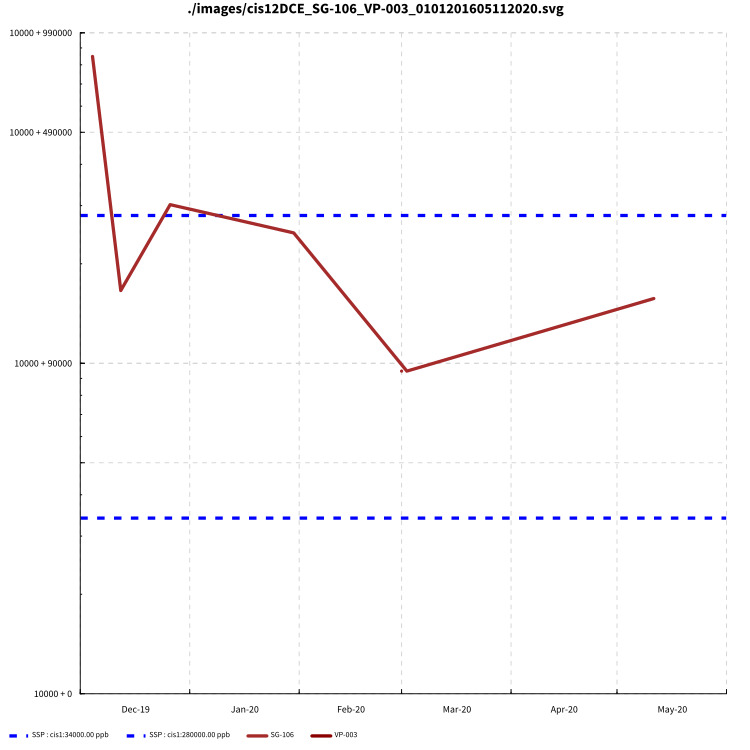 ./images/cis12DCE_SG-106_VP-003_0101201605112020.svg
10000 + 990000
10000 + 490000
10000 + 90000
10000 + 0
Dec-19 Jan-20 Feb-20 Mar-20 Apr-20 May-20
SSP : cis1:34000.00 ppb SSP : cis1:280000.00 ppb SG-106 VP-003